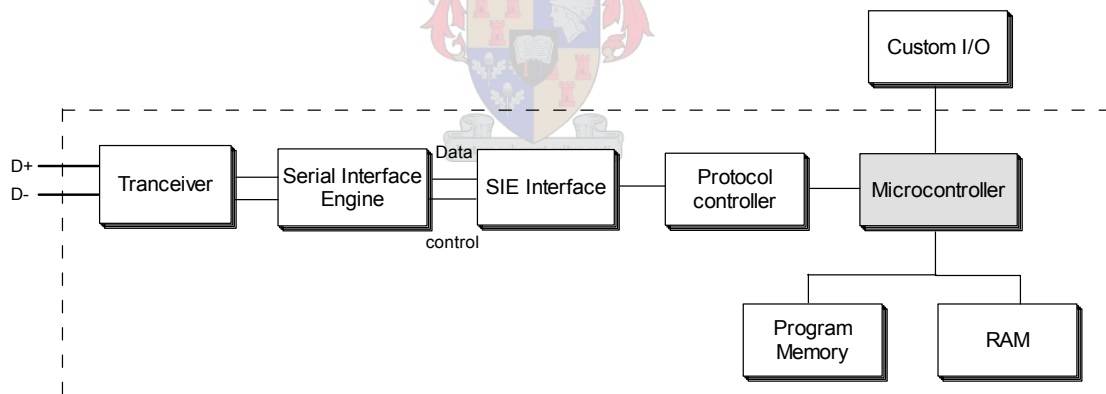 Custom I/O
D+
D-
Tranceiver
Serial Interface
Engine
Data
control
SIE Interface
Protocol
controller
Microcontroller
Program
Memory
RAM